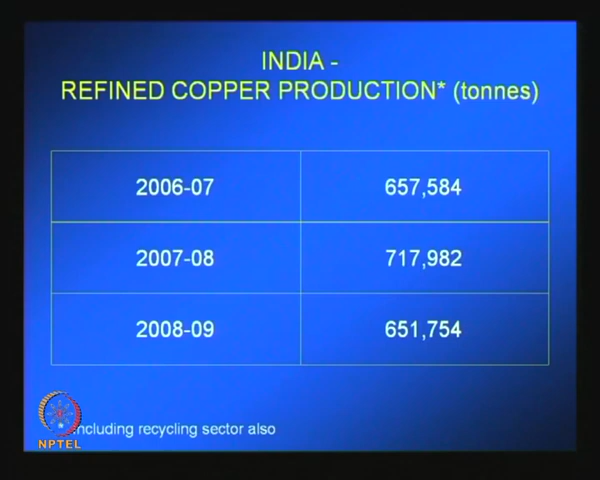 INDIA -
REFINED COPPER PRODUCTION* (tonnes)
2006-07 657,584
2007-08 717,982
2008-09 651,754
including recycling sector also
NPTEL